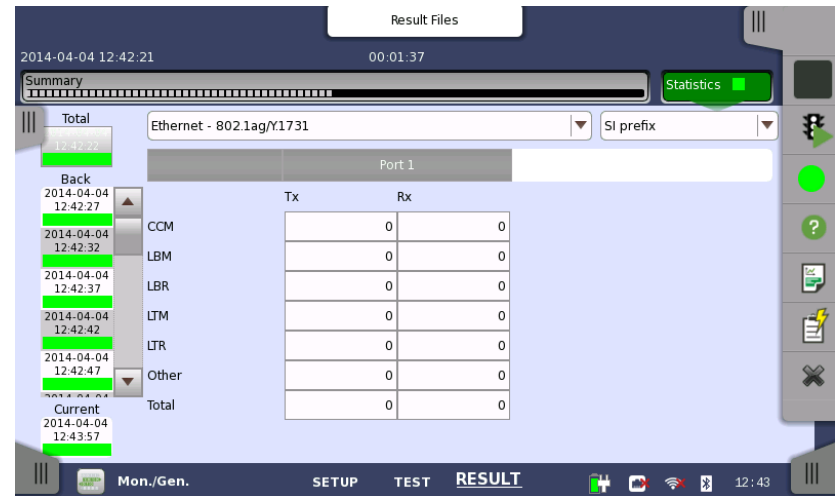 Result Files
2014-04-04 12:42:21
00:01:37
Summary
Statistics
Total
12:42:22
Ethernet - 802.1ag/Y.1731
SI prefix
Port 1
Back
2014-04-04
12:42:27
2014-04-04
12:42:32
2014-04-04
12:42:37
2014-04-04
12:42:42
2014-04-04
12:42:47
Current
2014-04-04
12:43:57
Tx Rx
CCM 0 0
LBM 0 0
LBR 0 0
LTM 0 0
LTR 0 0
Other 0 0
Total 0 0
Mon./Gen.
SETUP
TEST
RESULT
12:43